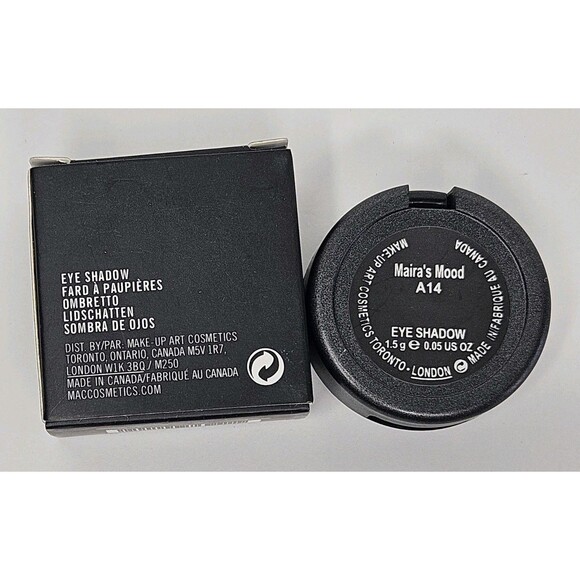 EYE SHADOW
FARD À PAUPIÈRES
OMBRETTO
LIDSCHATTEN
SOMBRA DE OJOS
DIST. BY/PAR: MAKE-UP ART COSMETICS
TORONTO, ONTARIO, CANADA M5V 1R7,
LONDON W1K 3BQ / M250
MADE IN CANADA/FABRIQUÉ AU CANADA
MACCOSMETICS.COM
Maira's Mood
A14
EYE SHADOW
1.5 g e 0.05 US OZ
MAKE-UP ART COSMETICS TORONTO - LONDON
MADE IN/FABRIQUE AU CANADA